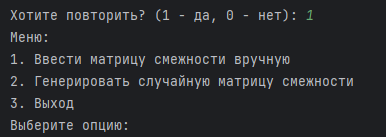 Хотите повторить? (1 - да, 0 - нет): 1
Меню:
1. Ввести матрицу смежности вручную
2. Генерировать случайную матрицу смежности
3. Выход
Выберите опцию: